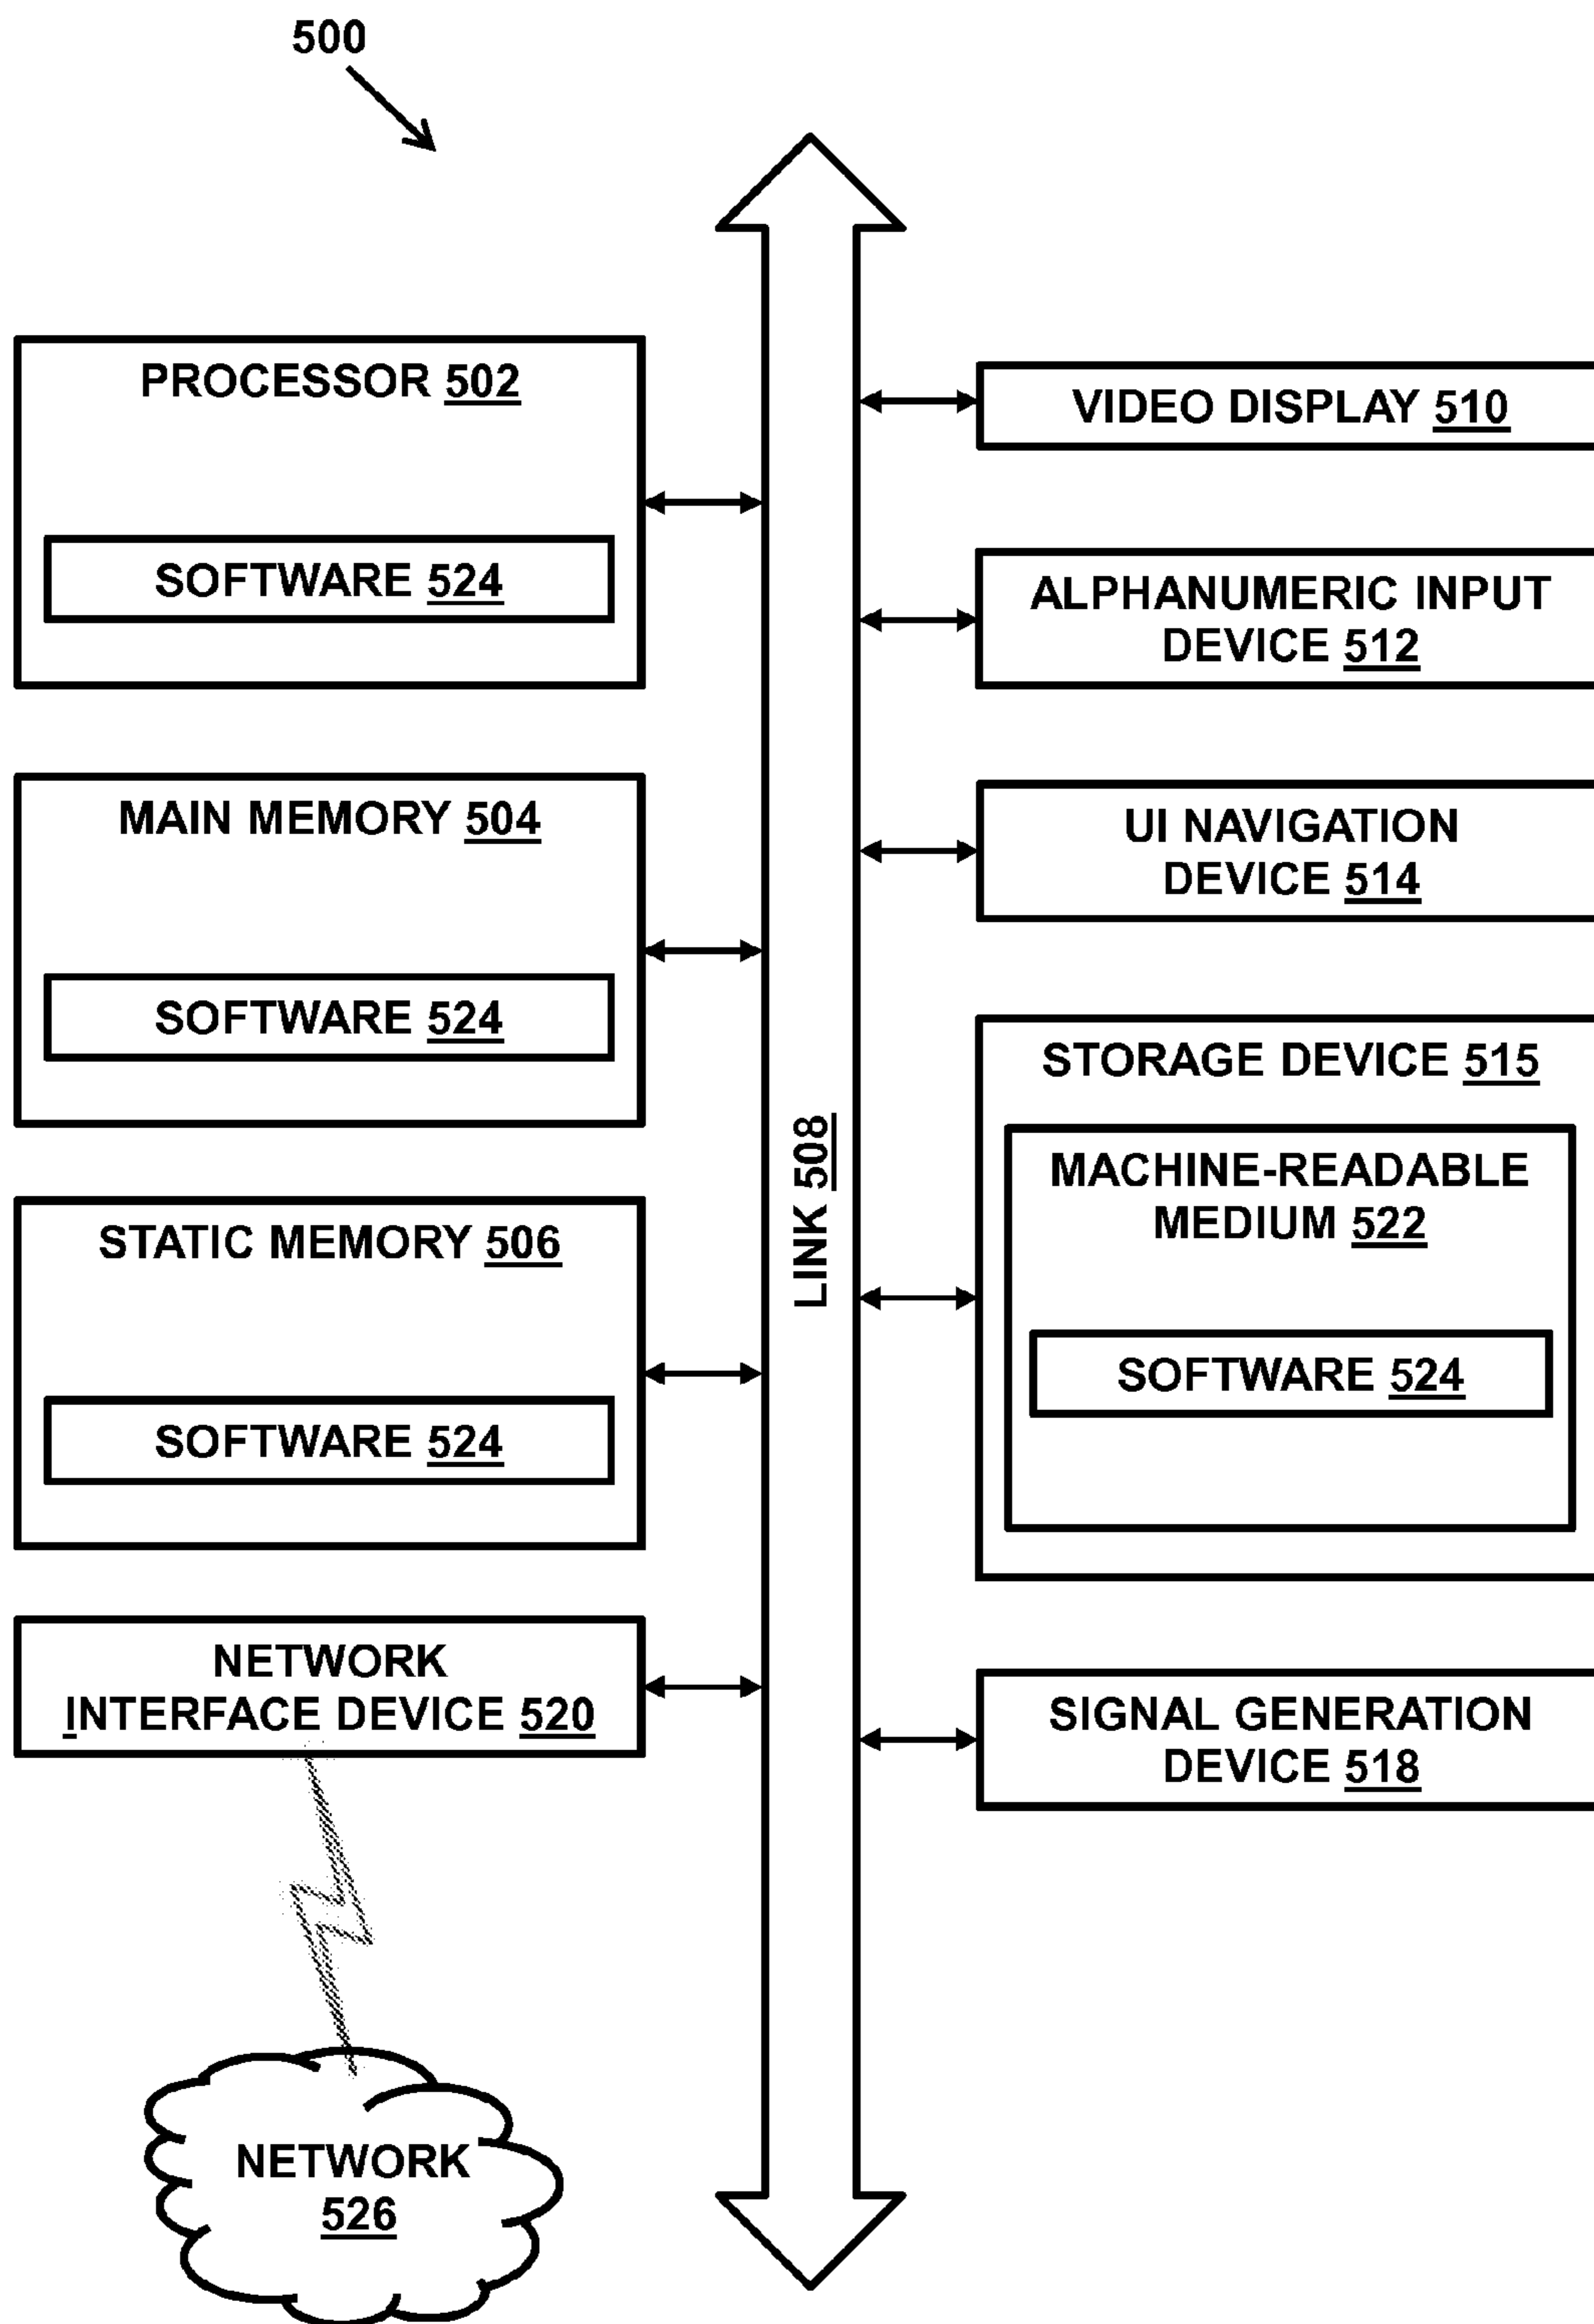 500
PROCESSOR 502
SOFTWARE 524
MAIN MEMORY 504
SOFTWARE 524
STATIC MEMORY 506
SOFTWARE 524
NETWORK
INTERFACE DEVICE 520
NETWORK
526
LINK 508
VIDEO DISPLAY 510
ALPHANUMERIC INPUT
DEVICE 512
UI NAVIGATION
DEVICE 514
STORAGE DEVICE 515
MACHINE-READABLE
MEDIUM 522
SOFTWARE 524
SIGNAL GENERATION
DEVICE 518